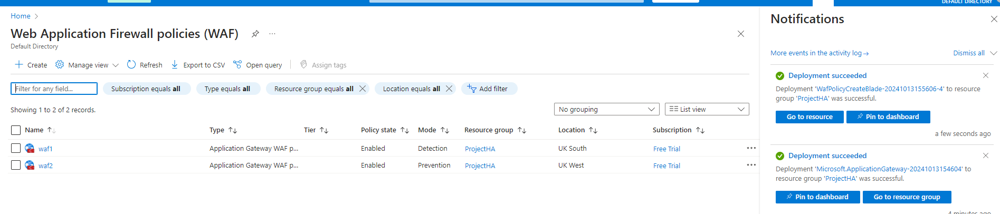 DEFAULT DIRECTORY
Home
Web Application Firewall policies (WAF)
Default Directory
Create Manage view Refresh Export to CSV Open query Assign tags
Filter for any field... Subscription equals all Type equals all Resource group equals all Location equals all Add filter
Showing 1 to 2 of 2 records.
No grouping List view
Name Type Tier Policy state Mode Resource group Location Subscription
waf1 Application Gateway WAF p... Enabled Detection ProjectHA UK South Free Trial
waf2 Application Gateway WAF p... Enabled Prevention ProjectHA UK West Free Trial
Notifications
More events in the activity log → Dismiss all
Deployment succeeded
Deployment 'WafPolicyCreateBlade-20241013155606-4' to resource
group 'ProjectHA' was successful.
Go to resource Pin to dashboard
a few seconds ago
Deployment succeeded
Deployment 'Microsoft.ApplicationGateway-20241013154604' to
resource group 'ProjectHA' was successful.
Pin to dashboard Go to resource group
4 minutes ago